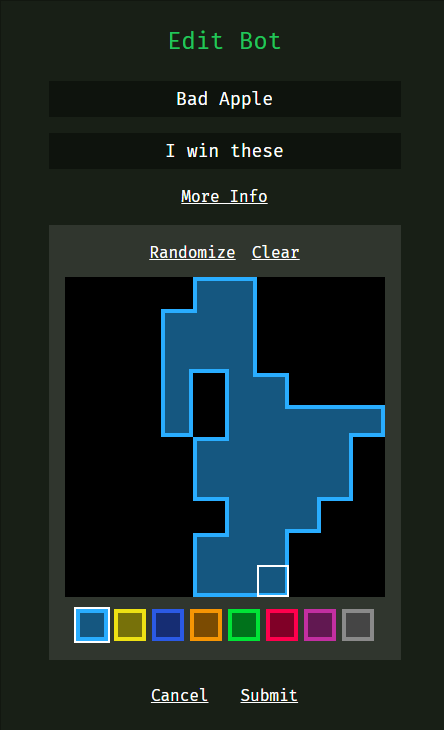 Edit Bot
Bad Apple
I win these
More Info
Randomize Clear
Cancel Submit